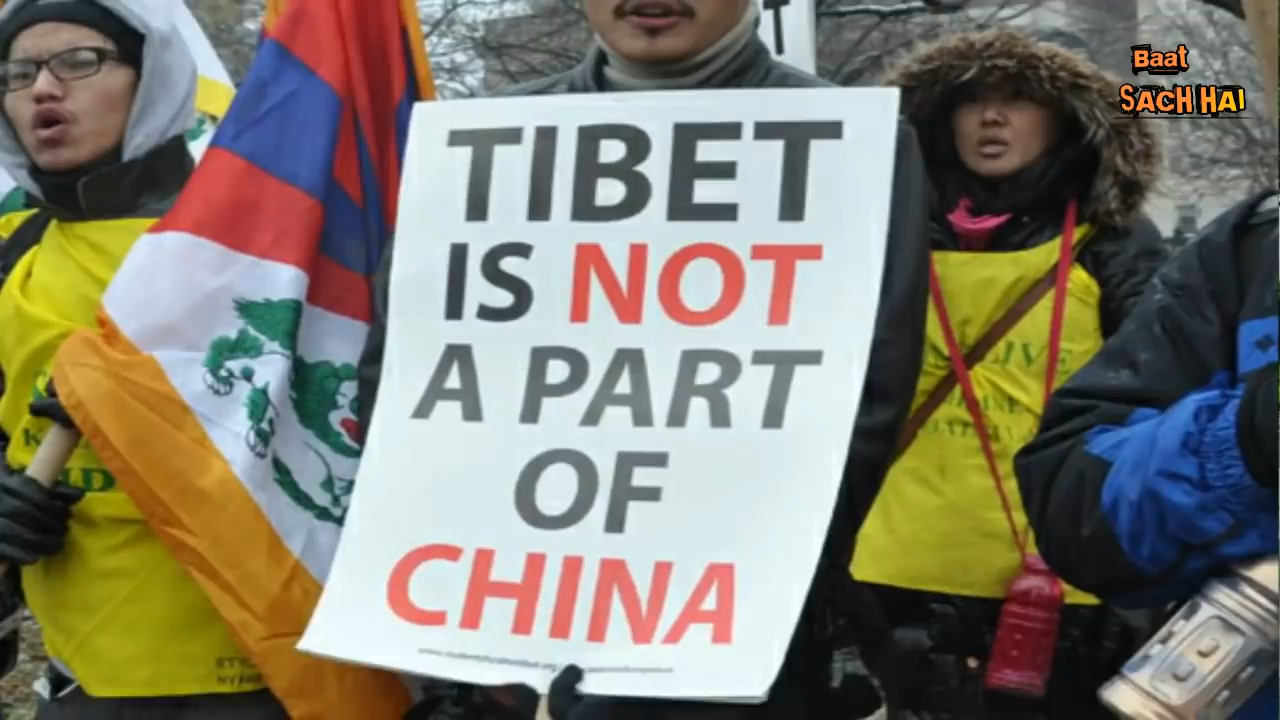 Baat
SACH HAI
TIBET
IS NOT
A PART
OF
CHINA